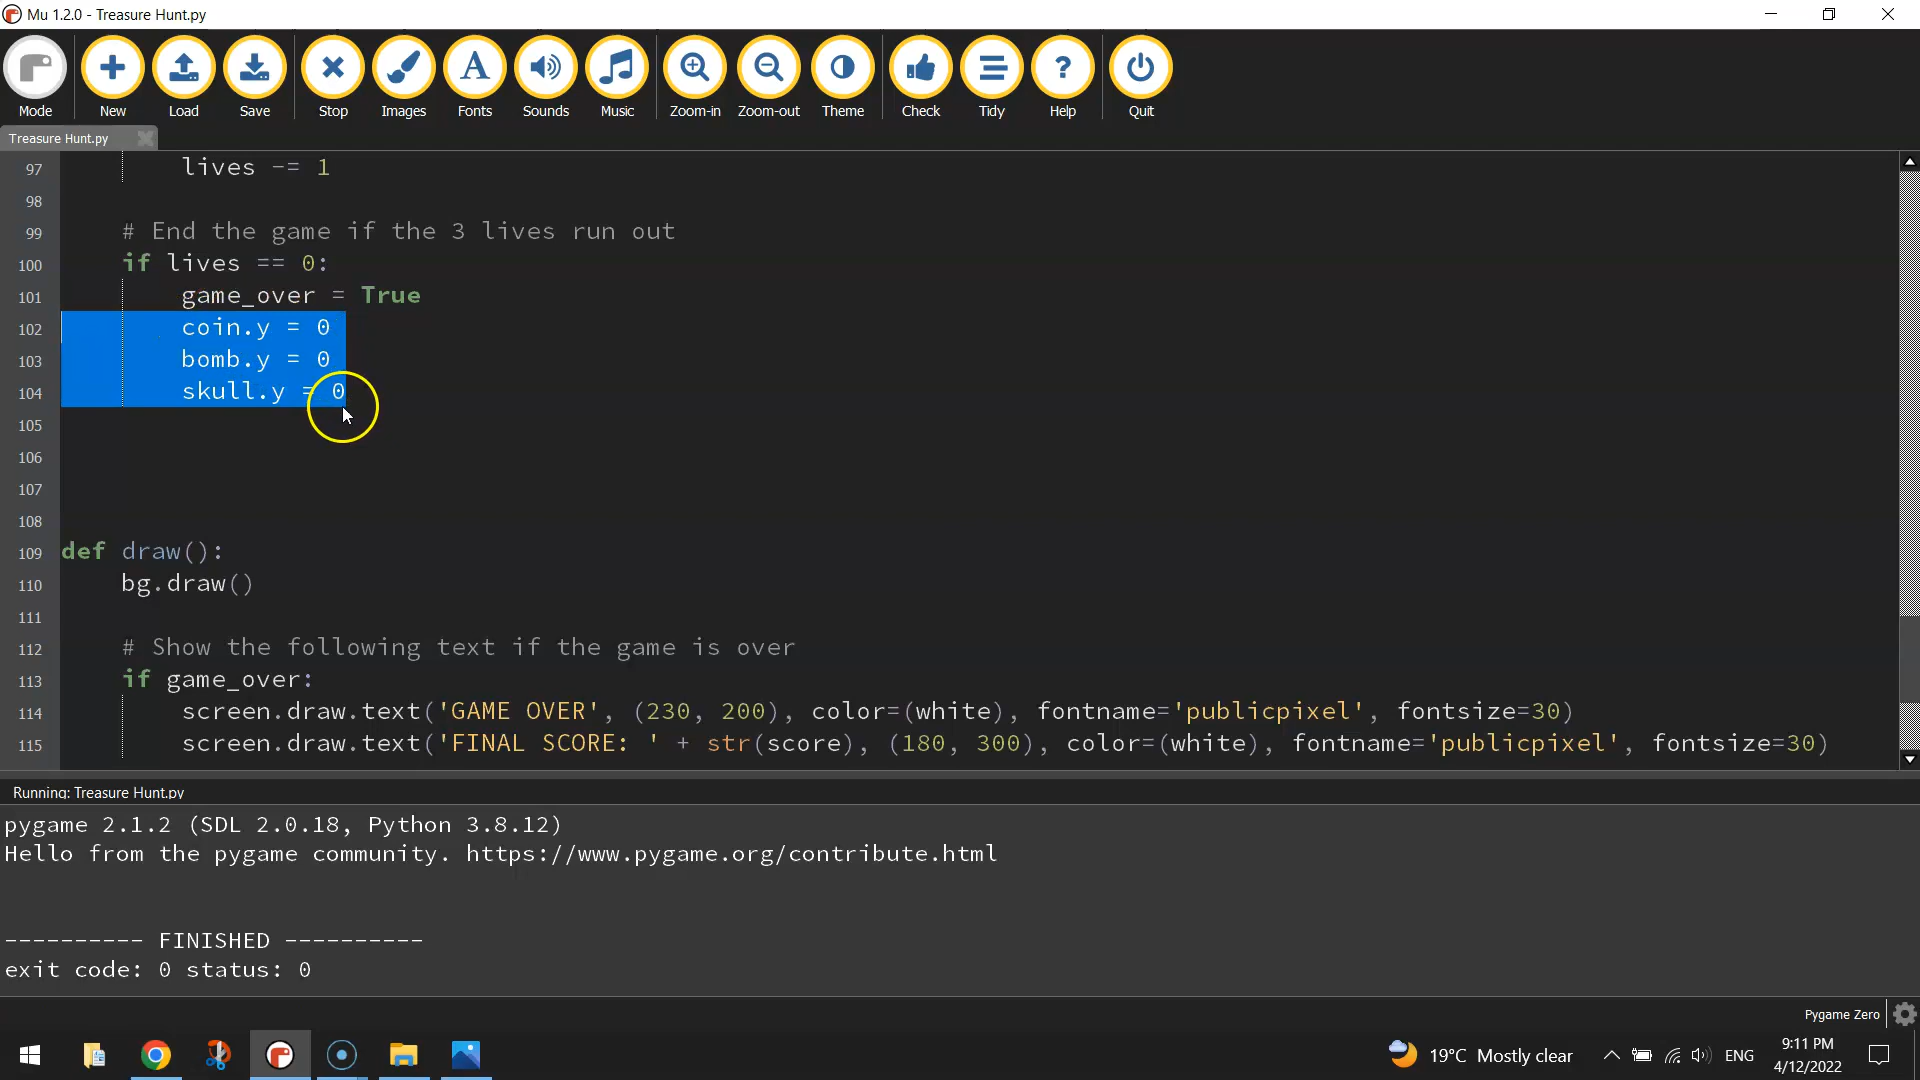 Mu 1.2.0 - Treasure Hunt.py
Mode New Load Save Stop Images Fonts Sounds Music Zoom-in Zoom-out Theme Check Tidy Help Quit
Treasure Hunt.py
97 lives -= 1
98
99 # End the game if the 3 lives run out
100 if lives == 0:
101 game_over = True
102 coin.y = 0
103 bomb.y = 0
104 skull.y = 0
105
106
107
108
109 def draw():
110 bg.draw()
111
112 # Show the following text if the game is over
113 if game_over:
114 screen.draw.text('GAME OVER', (230, 200), color=(white), fontname='publicpixel', fontsize=30)
115 screen.draw.text('FINAL SCORE: ' + str(score), (180, 300), color=(white), fontname='publicpixel', fontsize=30)
Running: Treasure Hunt.py
pygame 2.1.2 (SDL 2.0.18, Python 3.8.12)
Hello from the pygame community. https://www.pygame.org/contribute.html
---------- FINISHED ----------
exit code: 0 status: 0
Pygame Zero
19°C Mostly clear ENG 9:11 PM
4/12/2022